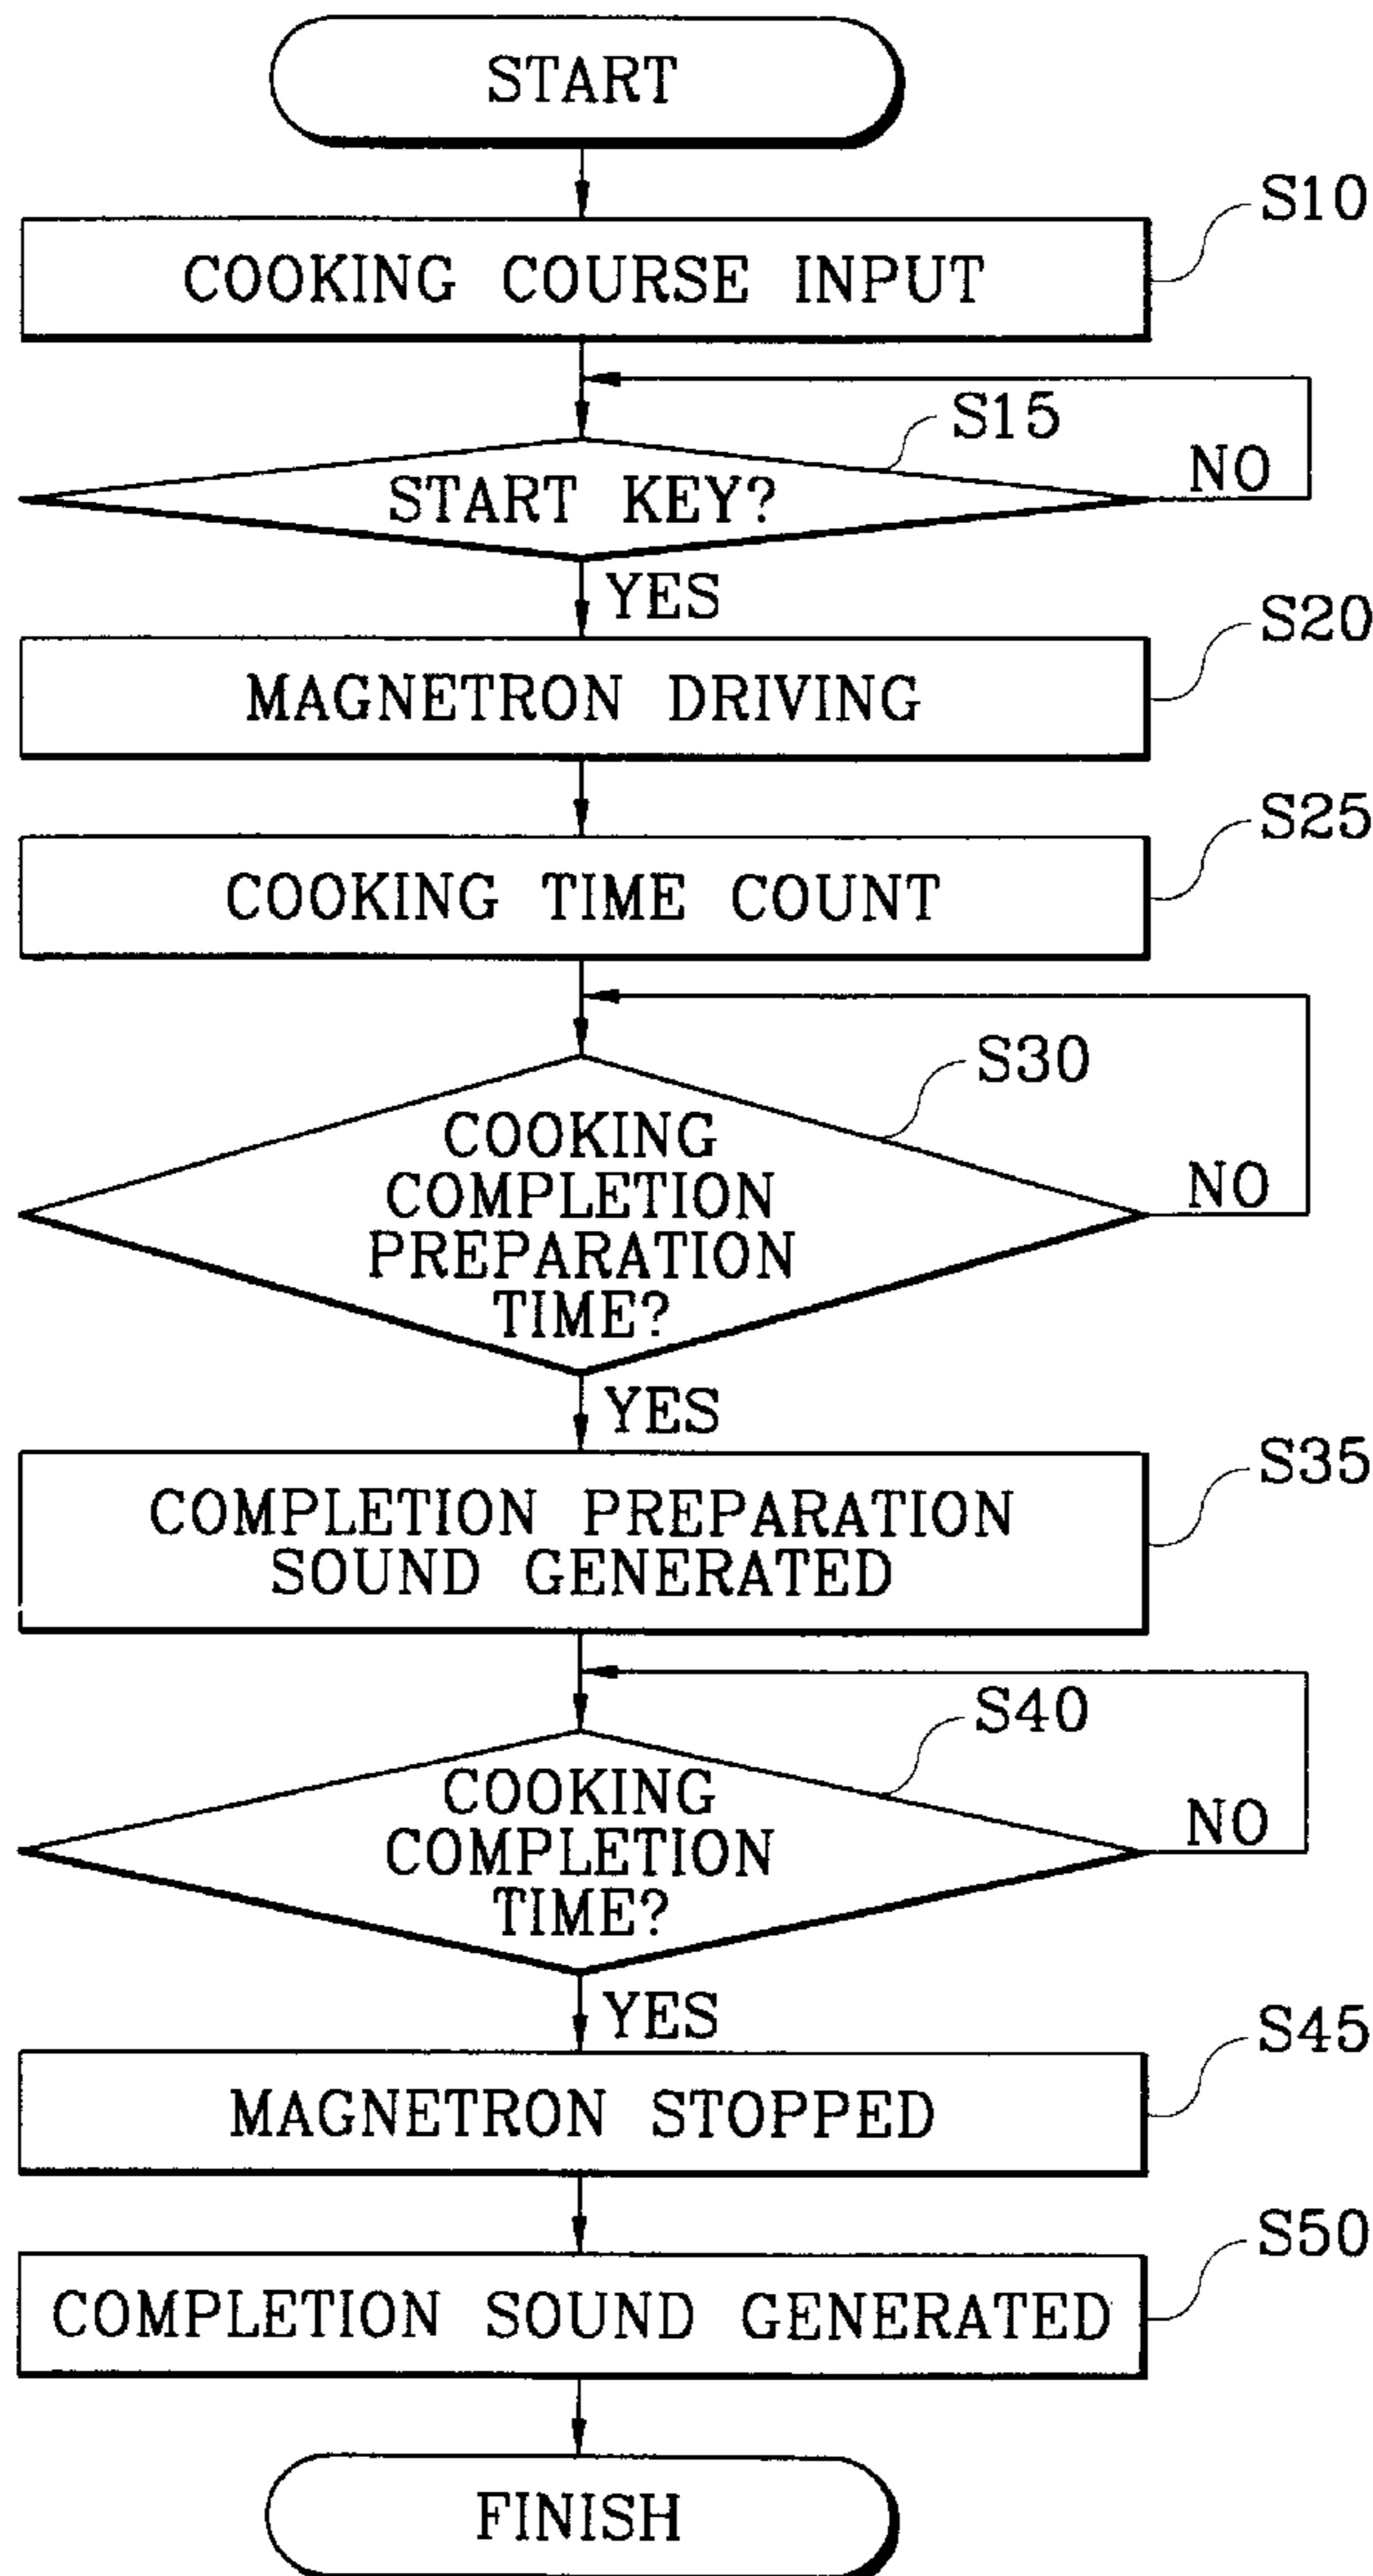 START
S10
COOKING COURSE INPUT
S15
START KEY?
NO
YES
S20
MAGNETRON DRIVING
S25
COOKING TIME COUNT
S30
COOKING
COMPLETION
PREPARATION
TIME?
NO
YES
S35
COMPLETION PREPARATION
SOUND GENERATED
S40
COOKING
COMPLETION
TIME?
NO
YES
S45
MAGNETRON STOPPED
S50
COMPLETION SOUND GENERATED
FINISH